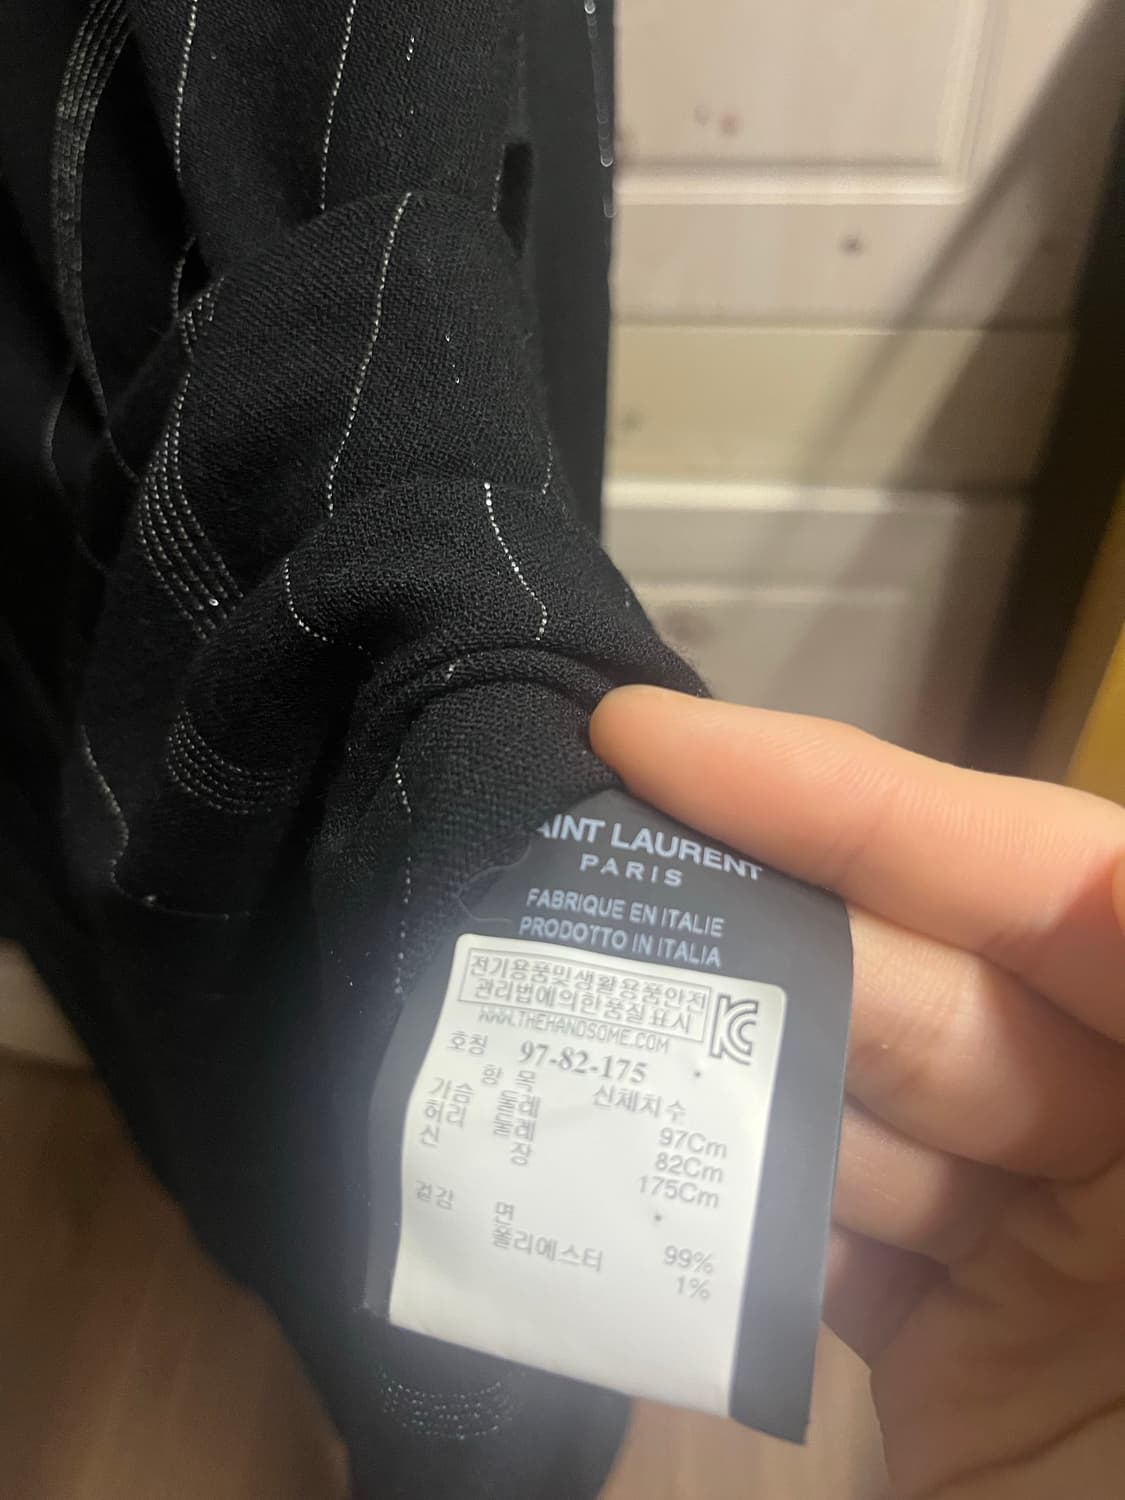 AINT LAURENT
PARIS
FABRIQUE EN ITALIE
PRODOTTO IN ITALIA
전기용품및생활용품안전
관리법에의한품질표시
WWW.THEHANDSOME.COM
호칭 97-82-175
항 목 신체치수
가슴 둘레 97Cm
허리 둘레 82Cm
신 장 175Cm
겉감 면 99%
폴리에스터 1%